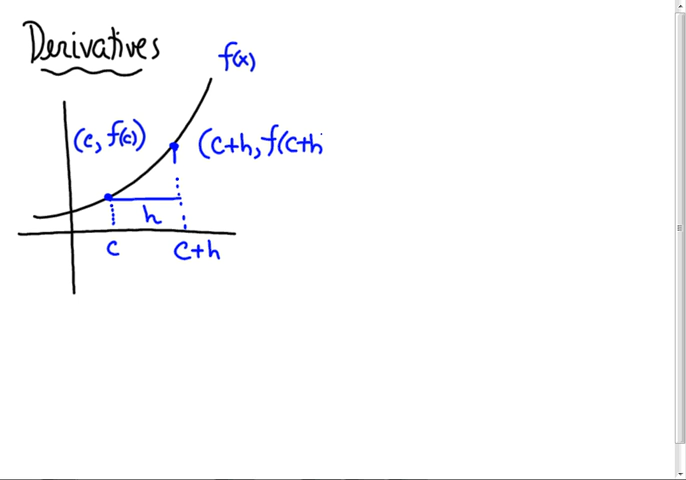 Derivatives
f(x)
(c, f(c)) (c+h, f(c+h
h
c c+h